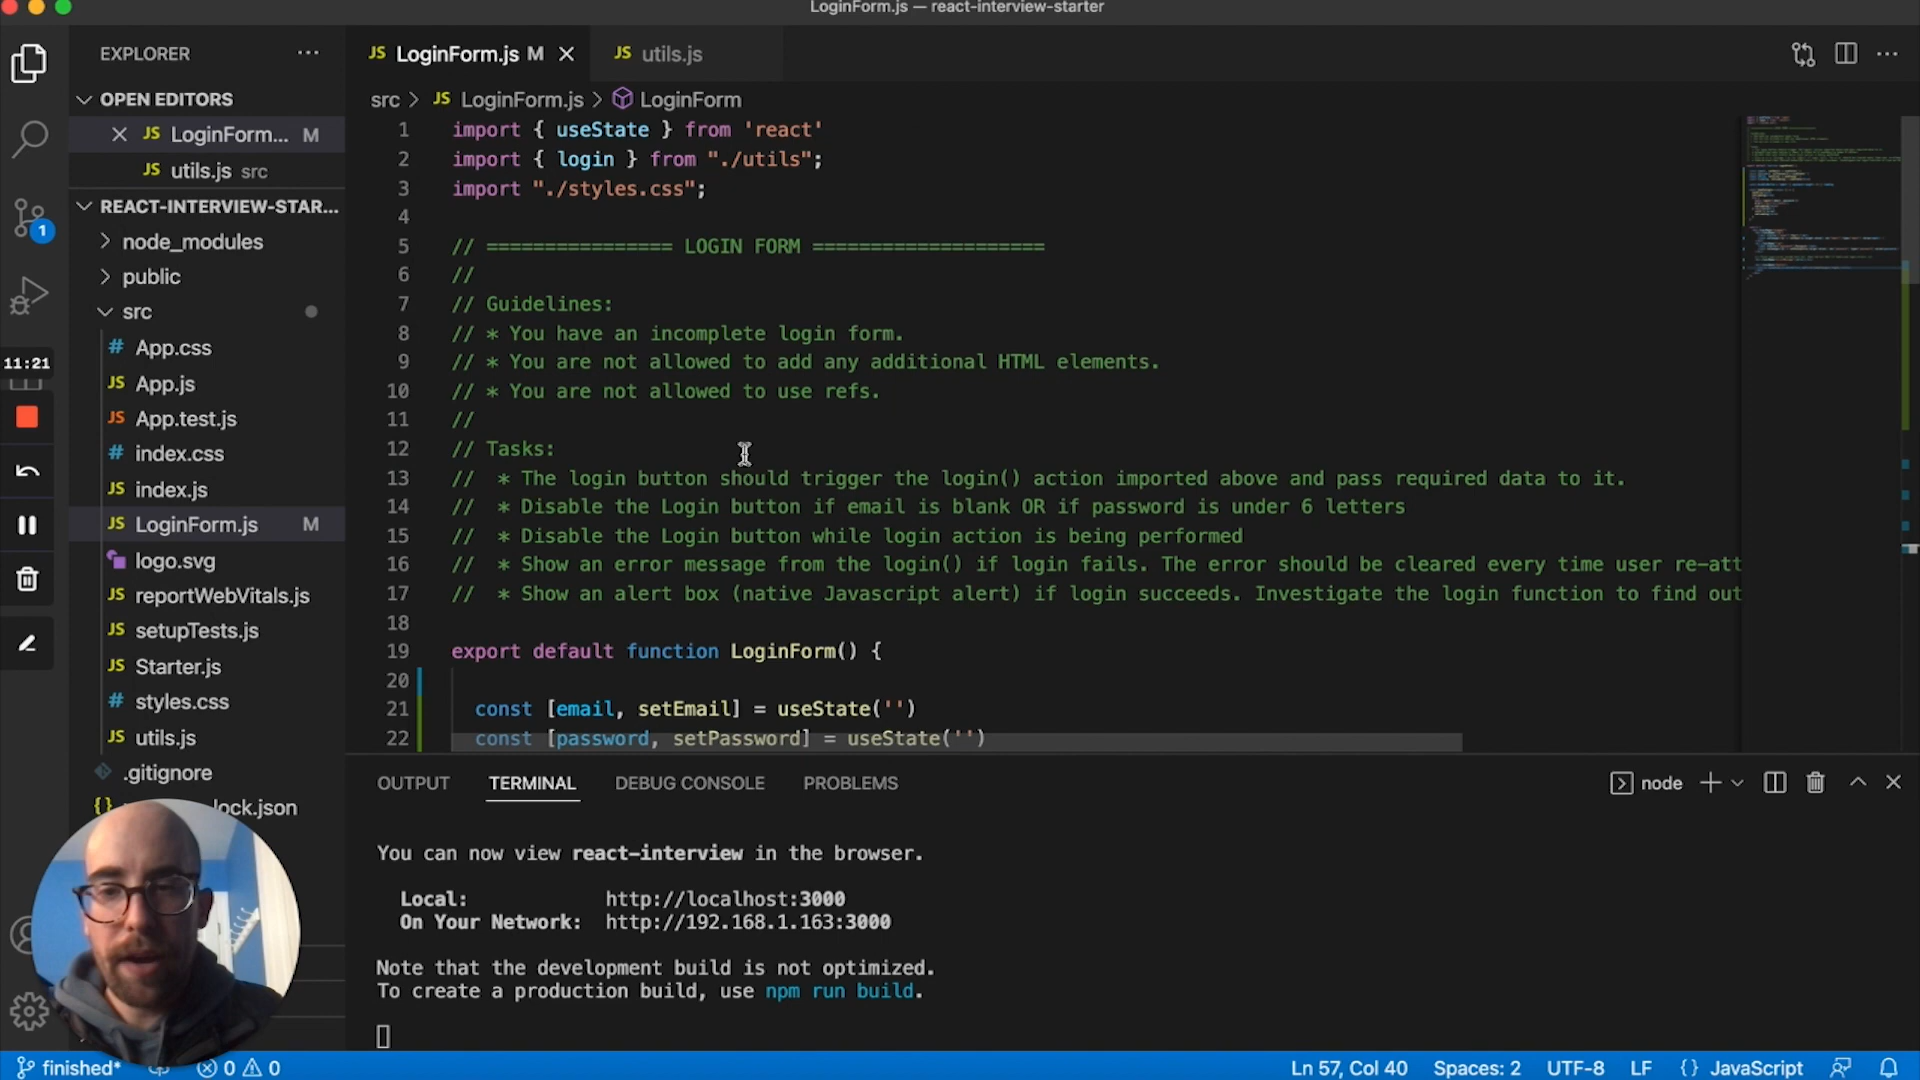 LoginForm.js — react-interview-starter
EXPLORER
LoginForm.js M
JS utils.js
OPEN EDITORS
JS LoginForm... M
JS utils.js src
REACT-INTERVIEW-STAR...
node_modules
public
src
# App.css
JS App.js
JS App.test.js
# index.css
JS index.js
JS LoginForm.js M
logo.svg
JS reportWebVitals.js
JS setupTests.js
JS Starter.js
# styles.css
JS utils.js
.gitignore
lock.json
11:21
1
src > JS LoginForm.js > LoginForm
1 import { useState } from 'react'
2 import { login } from "./utils";
3 import "./styles.css";
4
5 // ================ LOGIN FORM ====================
6 //
7 // Guidelines:
8 // * You have an incomplete login form.
9 // * You are not allowed to add any additional HTML elements.
10 // * You are not allowed to use refs.
11 //
12 // Tasks:
13 //  * The login button should trigger the login() action imported above and pass required data to it.
14 //  * Disable the Login button if email is blank OR if password is under 6 letters
15 //  * Disable the Login button while login action is being performed
16 //  * Show an error message from the login() if login fails. The error should be cleared every time user re-att
17 //  * Show an alert box (native Javascript alert) if login succeeds. Investigate the login function to find out
18
19 export default function LoginForm() {
20
21 const [email, setEmail] = useState('')
22 const [password, setPassword] = useState('')
OUTPUT TERMINAL DEBUG CONSOLE PROBLEMS
node
You can now view react-interview in the browser.
Local: http://localhost:3000
On Your Network: http://192.168.1.163:3000
Note that the development build is not optimized.
To create a production build, use npm run build.
finished* 0 0
Ln 57, Col 40 Spaces: 2 UTF-8 LF {} JavaScript